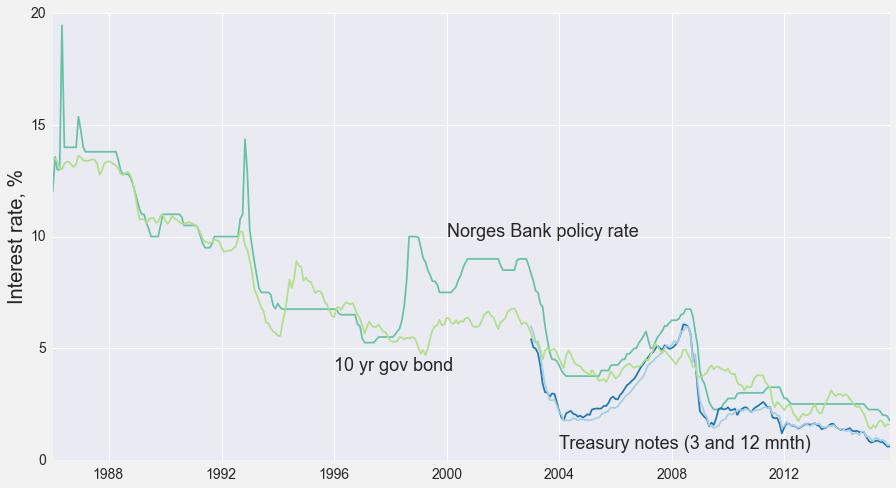 20
15
10
5
0
Interest rate, %
Norges Bank policy rate
10 yr gov bond
Treasury notes (3 and 12 mnth)
1988 1992 1996 2000 2004 2008 2012